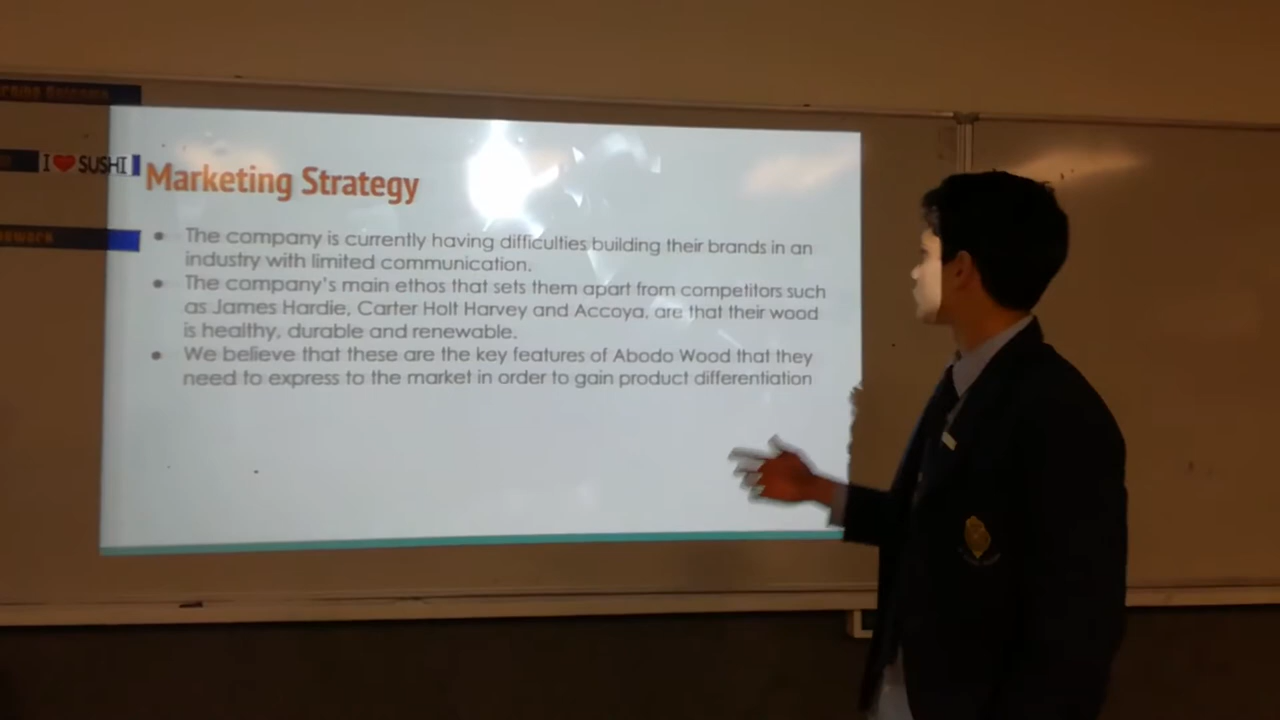 I SUSHI
Marketing Strategy
The company is currently having difficulties building their brands in an
industry with limited communication.
The company's main ethos that sets them apart from competitors such
as James Hardie, Carter Holt Harvey and Accoya, are that their wood
is healthy, durable and renewable.
We believe that these are the key features of Abodo Wood that they
need to express to the market in order to gain product differentiation